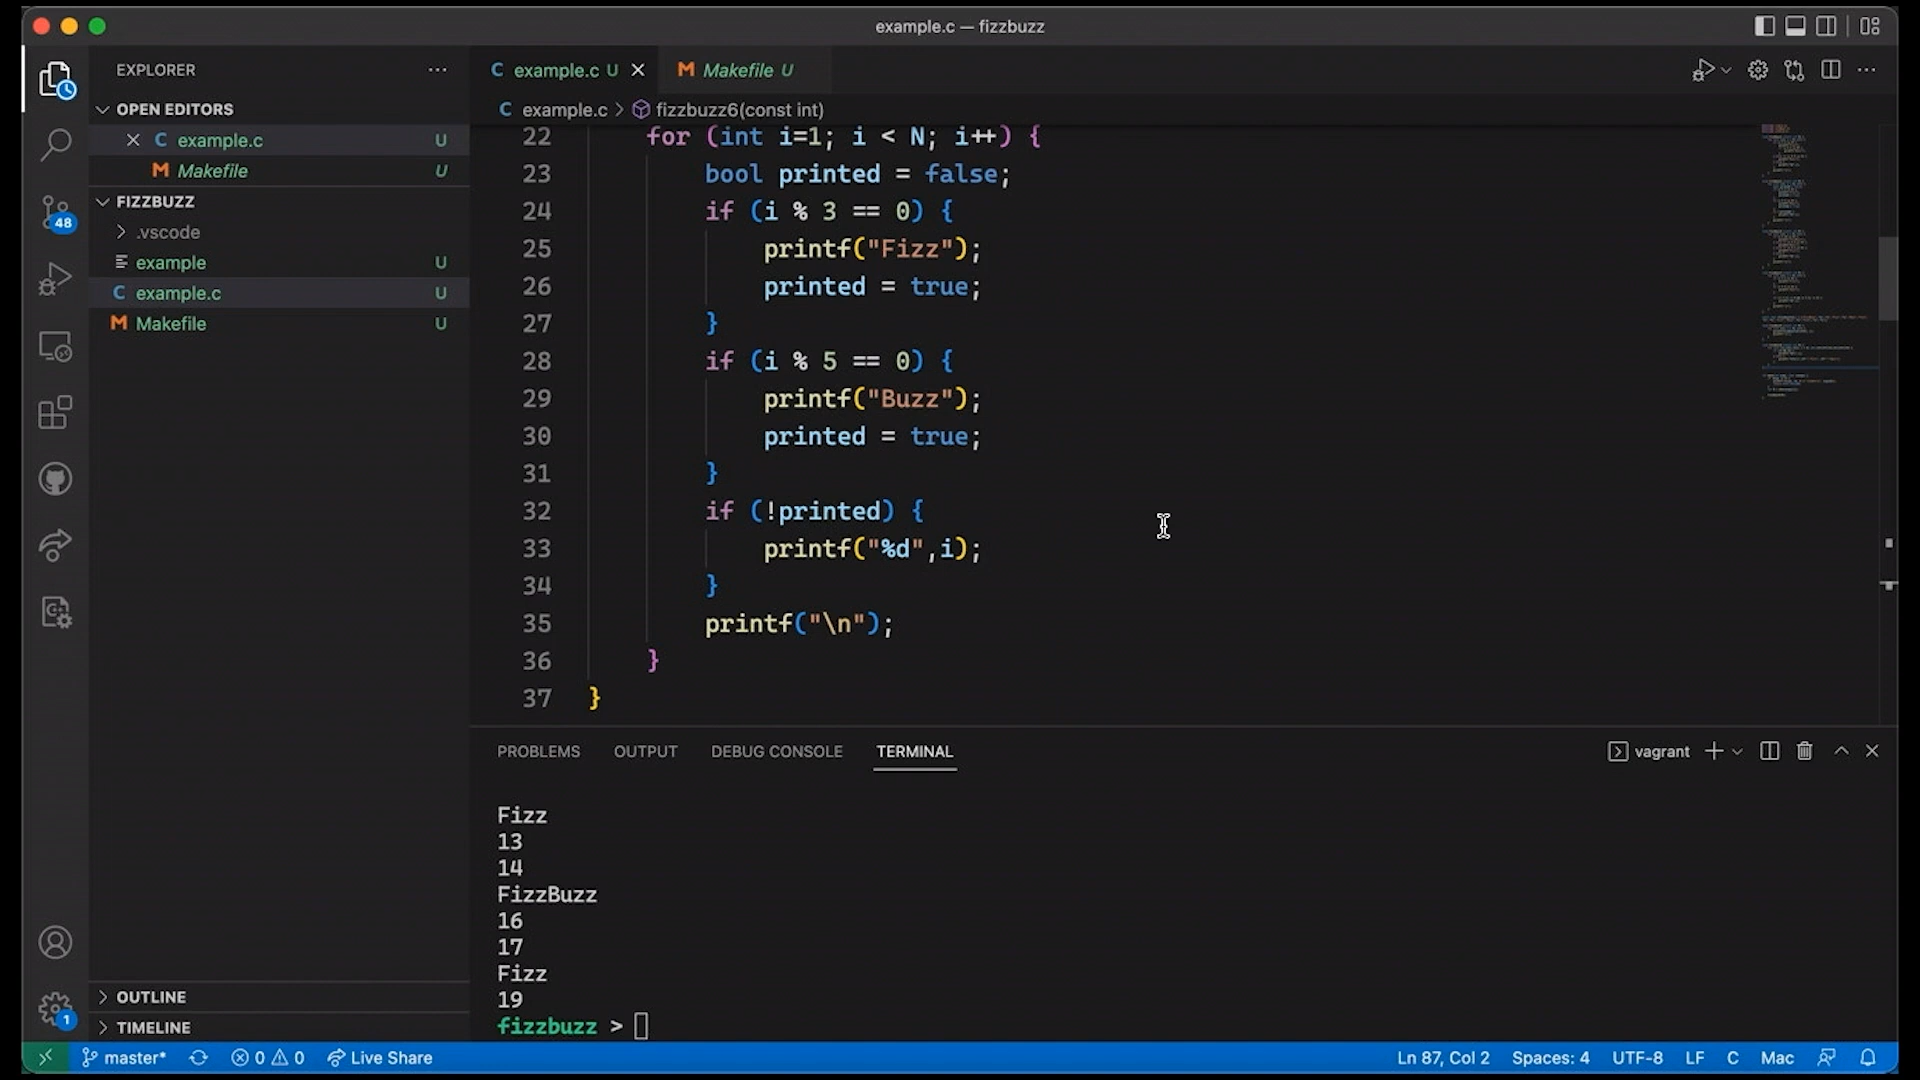 example.c — fizzbuzz
EXPLORER
OPEN EDITORS
example.c U
Makefile U
FIZZBUZZ
.vscode
example U
example.c U
Makefile U
48
OUTLINE
1
TIMELINE
example.c U
Makefile U
example.c > fizzbuzz6(const int)
22 for (int i=1; i < N; i++) {
23 bool printed = false;
24 if (i % 3 == 0) {
25 printf("Fizz");
26 printed = true;
27 }
28 if (i % 5 == 0) {
29 printf("Buzz");
30 printed = true;
31 }
32 if (!printed) {
33 printf("%d",i);
34 }
35 printf("\n");
36 }
37 }
PROBLEMS OUTPUT DEBUG CONSOLE TERMINAL vagrant
Fizz
13
14
FizzBuzz
16
17
Fizz
19
fizzbuzz >
master* 0 0 Live Share Ln 87, Col 2 Spaces: 4 UTF-8 LF C Mac